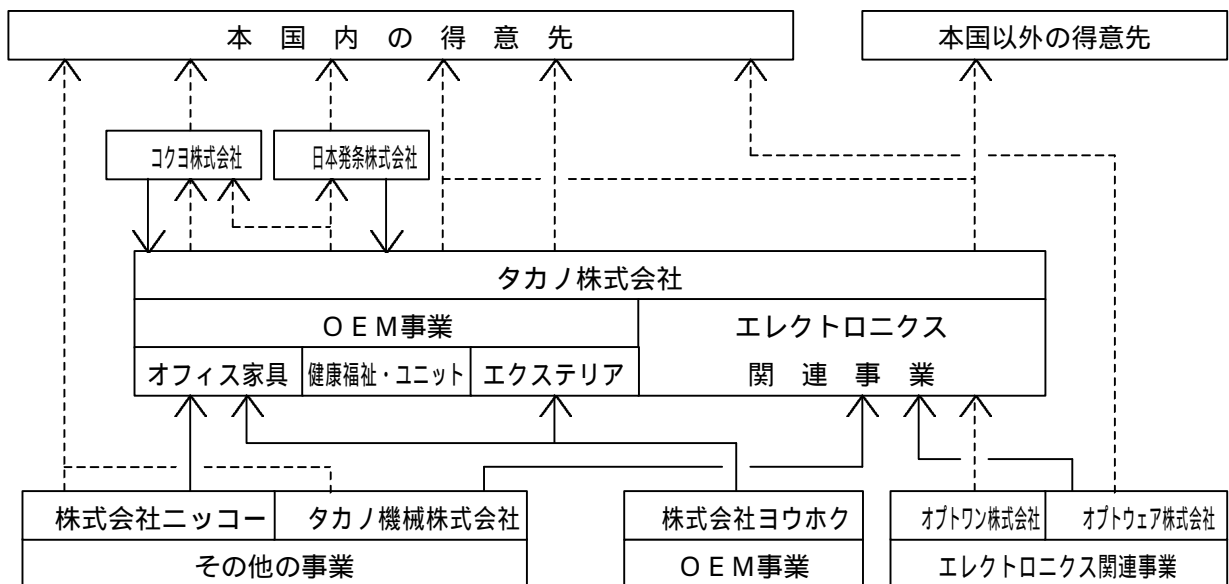 本国内の得意先
本国以外の得意先
コクヨ株式会社
日本発条株式会社
タカノ株式会社
ＯＥＭ事業
エレクトロニクス
関連事業
オフィス家具
健康福祉・ユニット
エクステリア
株式会社ニッコー
タカノ機械株式会社
株式会社ヨウホク
オプトワン株式会社
オプトウェア株式会社
その他の事業
ＯＥＭ事業
エレクトロニクス関連事業